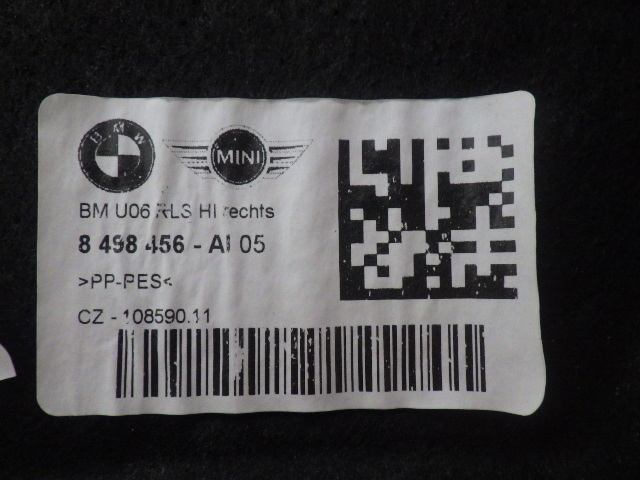 BMW
MINI
BM U06 RLS HI rechts
8 498 456 - AI 05
>PP-PES<
CZ - 108590.11